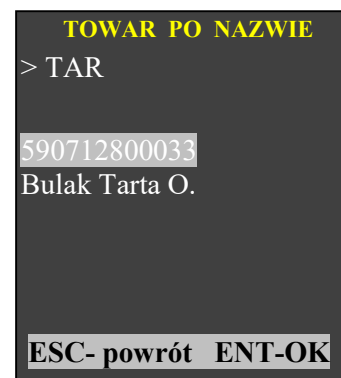 TOWAR PO NAZWIE
> TAR
590712800033
Bulak Tarta O.
ESC- powrót ENT-OK